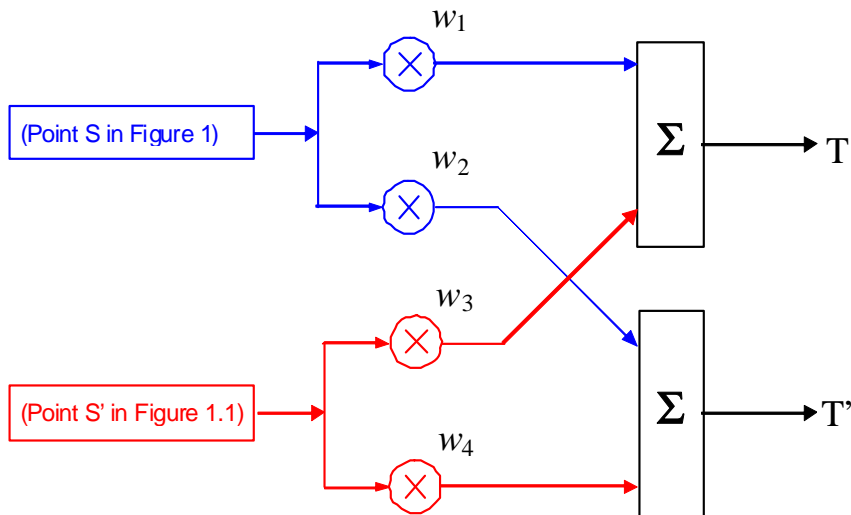 w1
(Point S in Figure 1)
Σ
T
w2
w3
(Point S’ in Figure 1.1)
Σ
T’
w4